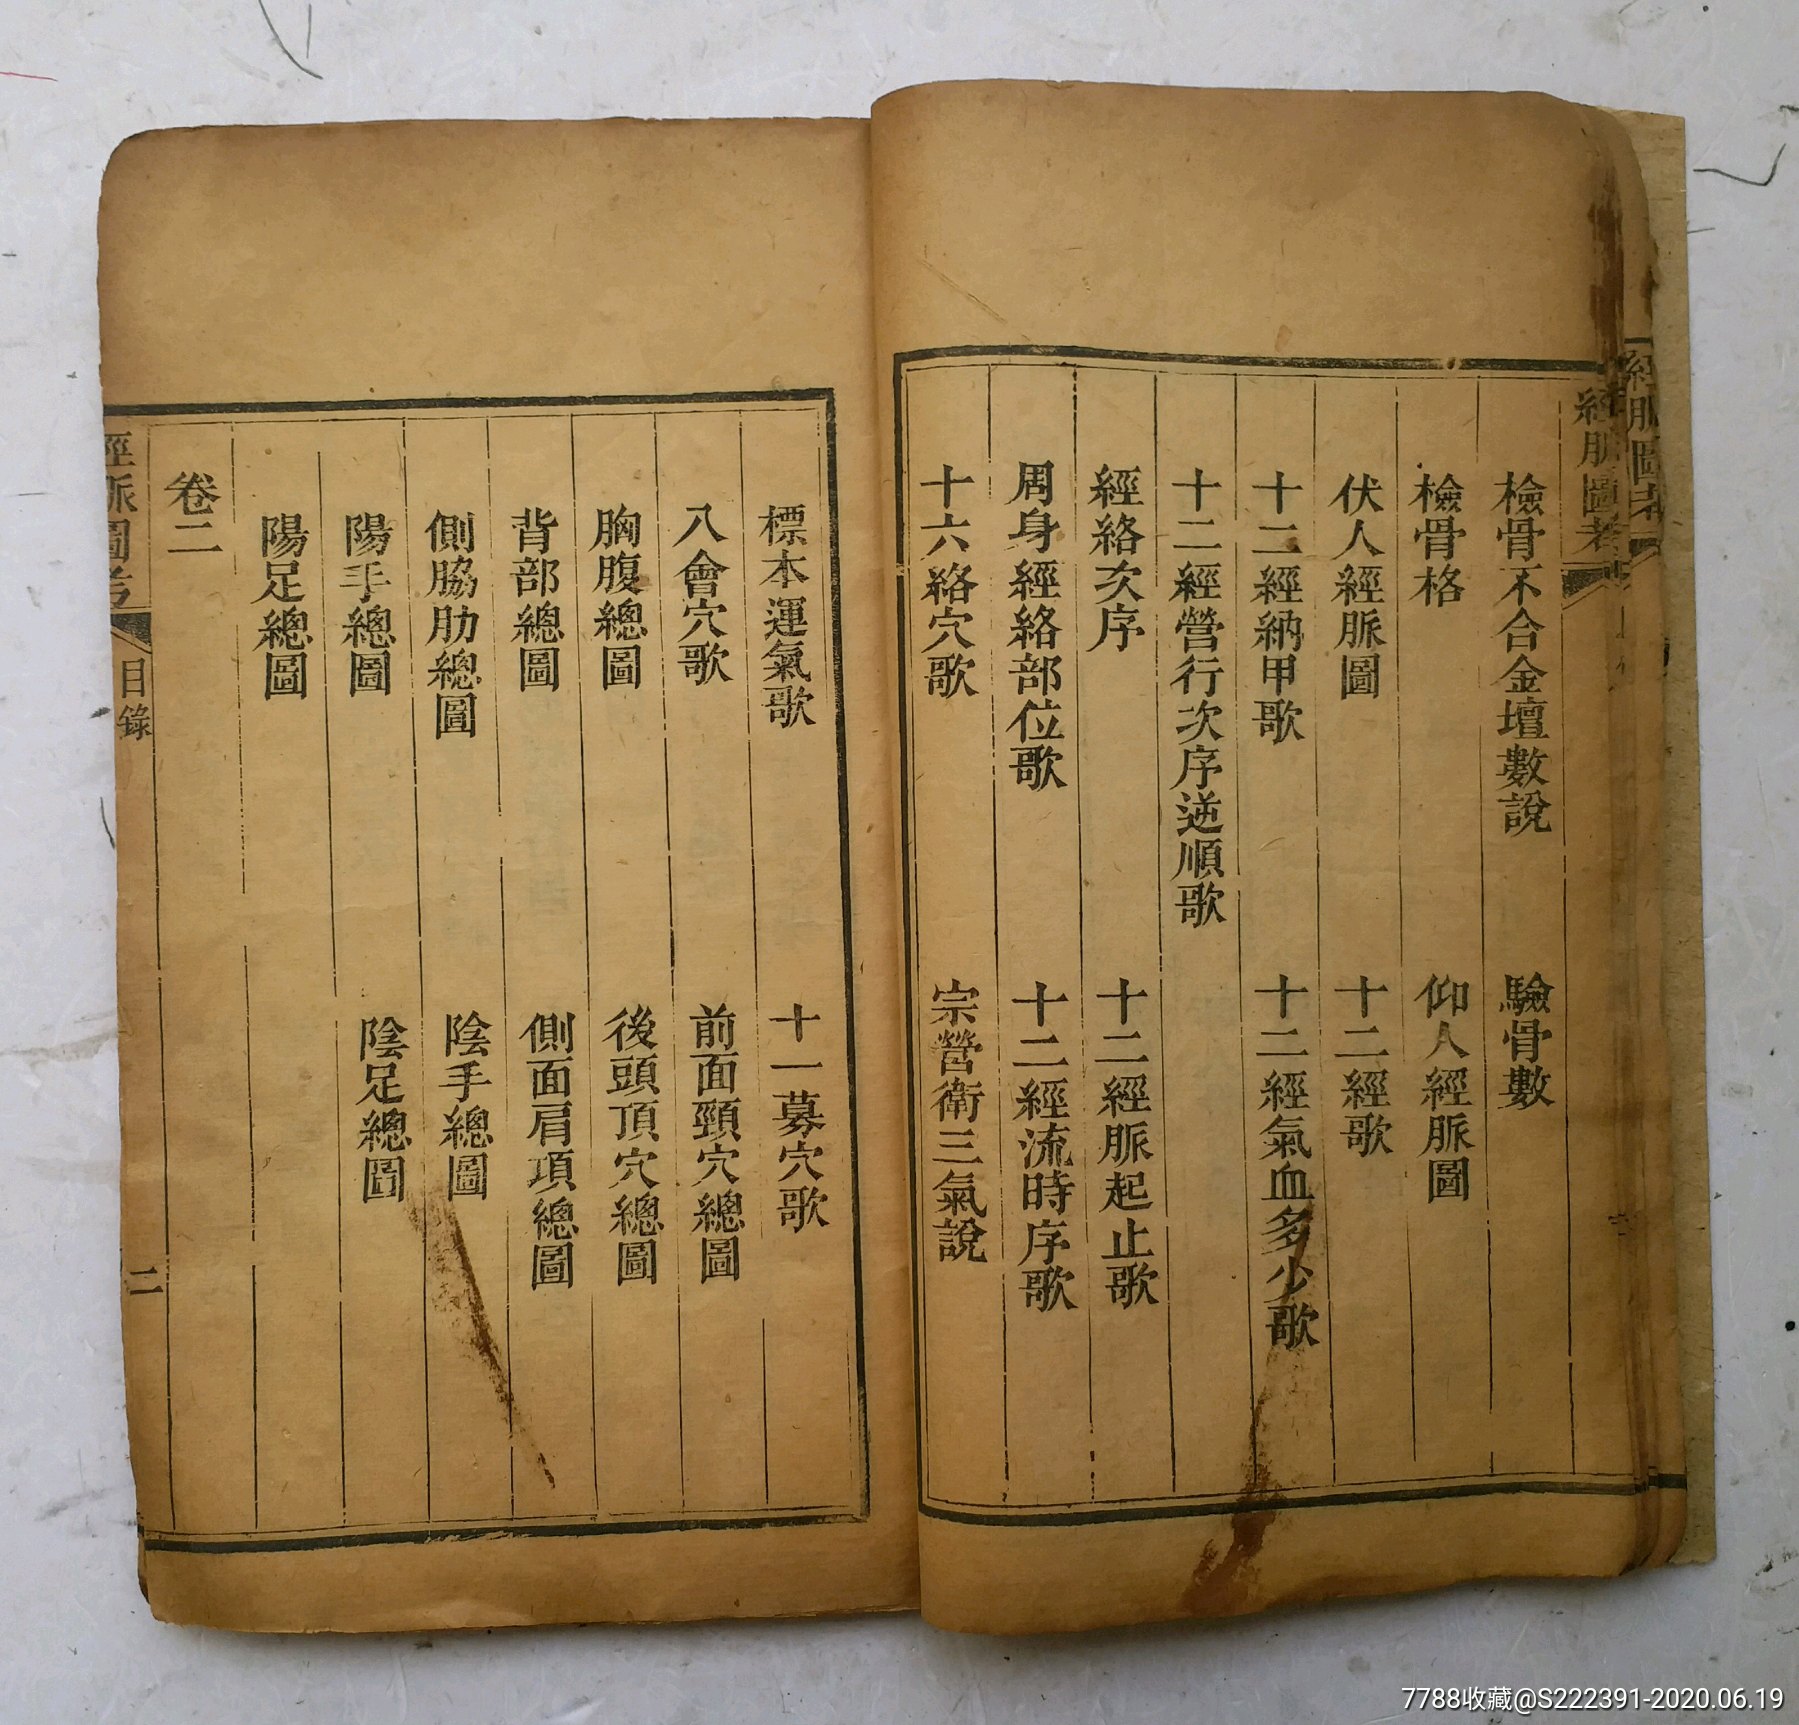 經脈圖考
經脈圖考
檢骨不合金壇數說 驗骨數
檢骨格 仰人經脈圖
伏人經脈圖 十二經歌
十二經納甲歌 十二經氣血多少歌
十二經營行次序逆順歌
經絡次序 十二經脈起止歌
周身經絡部位歌 十二經流時序歌
十六絡穴歌 宗營衛三氣說
標本運氣歌 十一募穴歌
八會穴歌 前面頸穴總圖
胸腹總圖 後頭頂穴總圖
背部總圖 側面肩項總圖
側脇肋總圖 陰手總圖
陽手總圖 陰足總圖
陽足總圖
卷二
經脈圖考 目錄 二
7788收藏@S222391-2020.06.19